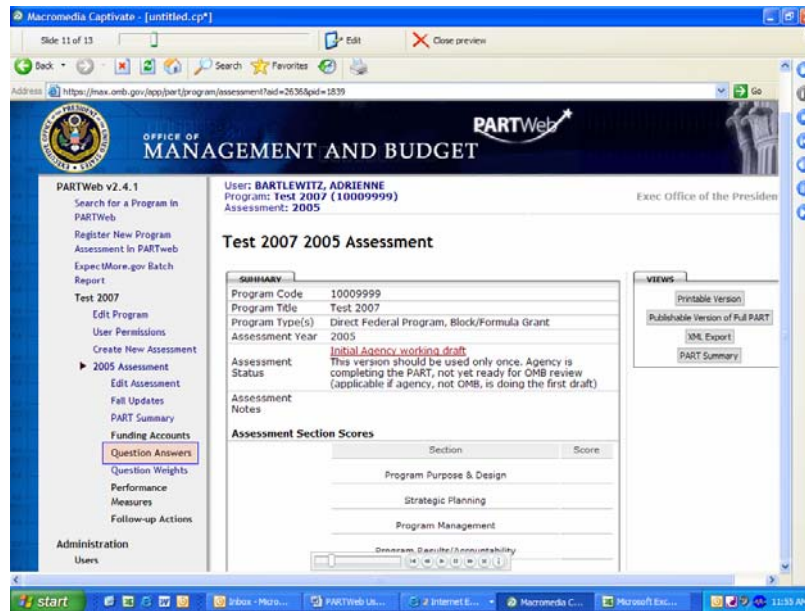 Macromedia Captivate - [untitled.cp*]
Slide 11 of 13
Edit
Close preview
Back
Search
Favorites
Address
https://max.omb.gov/app/part/program/assessment?aid=2636&pid=1839
Go
OFFICE OF
MANAGEMENT AND BUDGET
PARTWeb
PARTWeb v2.4.1
Search for a Program in
PARTWeb
Register New Program
Assessment in PARTweb
ExpectMore.gov Batch
Report
Test 2007
Edit Program
User Permissions
Create New Assessment
2005 Assessment
Edit Assessment
Fall Updates
PART Summary
Funding Accounts
Question Answers
Question Weights
Performance
Measures
Follow-up Actions
Administration
Users
User: BARTLEWITZ, ADRIENNE
Program: Test 2007 (10009999)
Assessment: 2005
Exec Office of the Presiden
Test 2007 2005 Assessment
SUMMARY
Program Code 10009999
Program Title Test 2007
Program Type(s) Direct Federal Program, Block/Formula Grant
Assessment Year 2005
Assessment
Status
Initial Agency working draft
This version should be used only once. Agency is
completing the PART, not yet ready for OMB review
(applicable if agency, not OMB, is doing the first draft)
Assessment
Notes
Assessment Section Scores
Section Score
Program Purpose & Design
Strategic Planning
Program Management
Program Results/Accountability
VIEWS
Printable Version
Publishable Version of Full PART
XML Export
PART Summary
start
Inbox - Micro...
PARTWeb Us...
2 Internet E...
Macromedia C...
Microsoft Exc...
11:55 AM